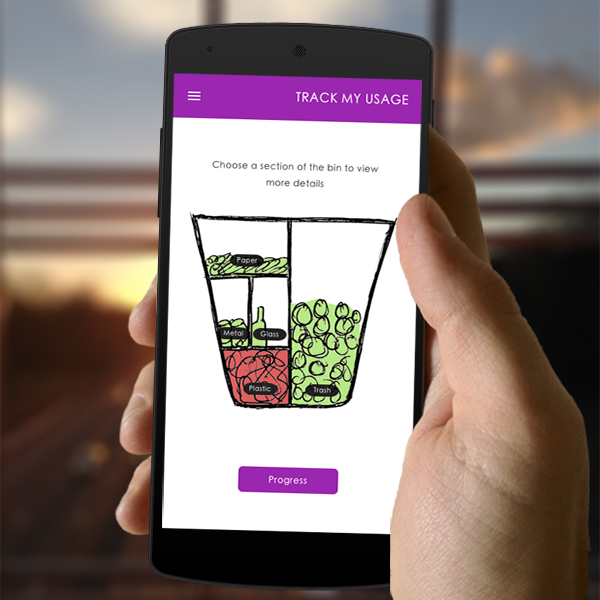 TRACK MY USAGE
Choose a section of the bin to view
more details
Paper
Metal
Glass
Plastic
Trash
Progress